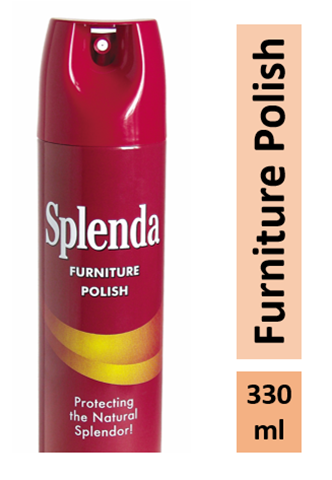 Splenda
FURNITURE
POLISH
Protecting
the Natural
Splendor!
Furniture Polish
330
ml